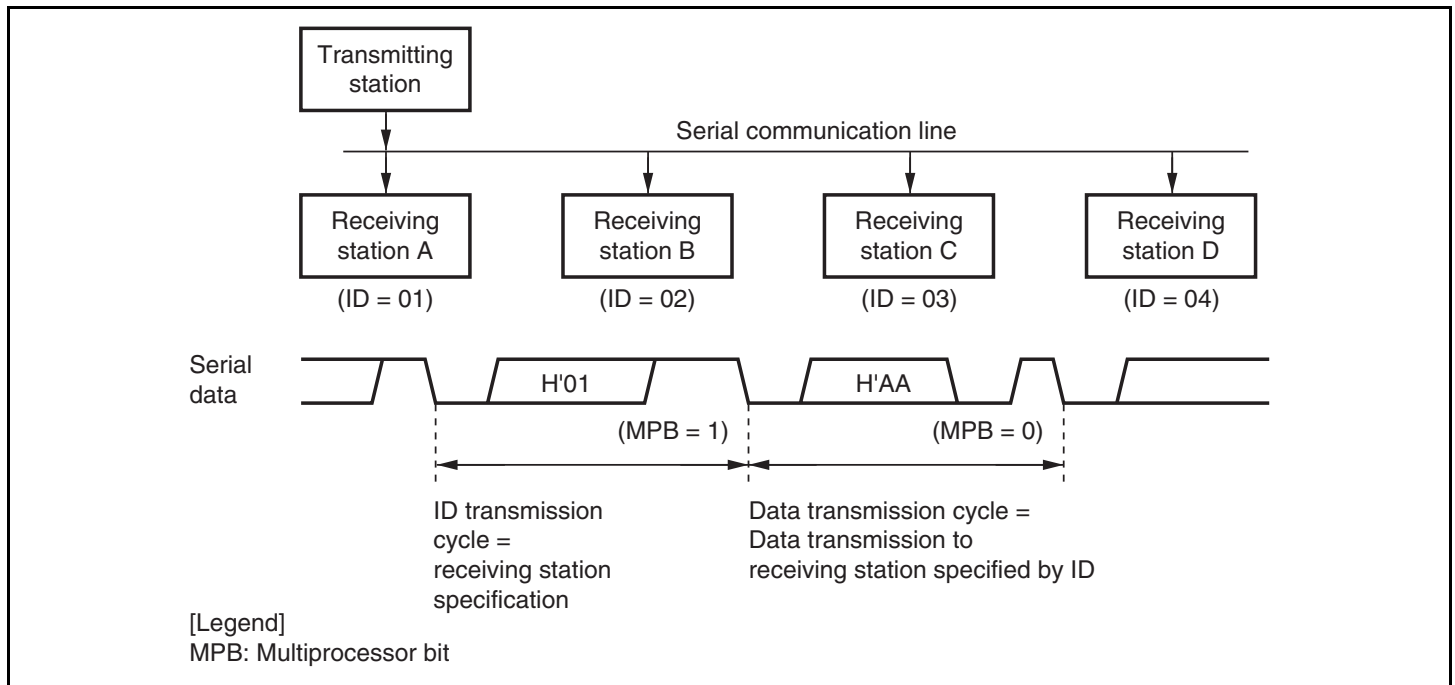 Transmitting
station
Serial communication line
Receiving
station A
Receiving
station B
Receiving
station C
Receiving
station D
(ID = 01)
(ID = 02)
(ID = 03)
(ID = 04)
Serial
data
H'01
H'AA
(MPB = 1)
(MPB = 0)
ID transmission
cycle =
receiving station
specification
Data transmission cycle =
Data transmission to
receiving station specified by ID
[Legend]
MPB: Multiprocessor bit